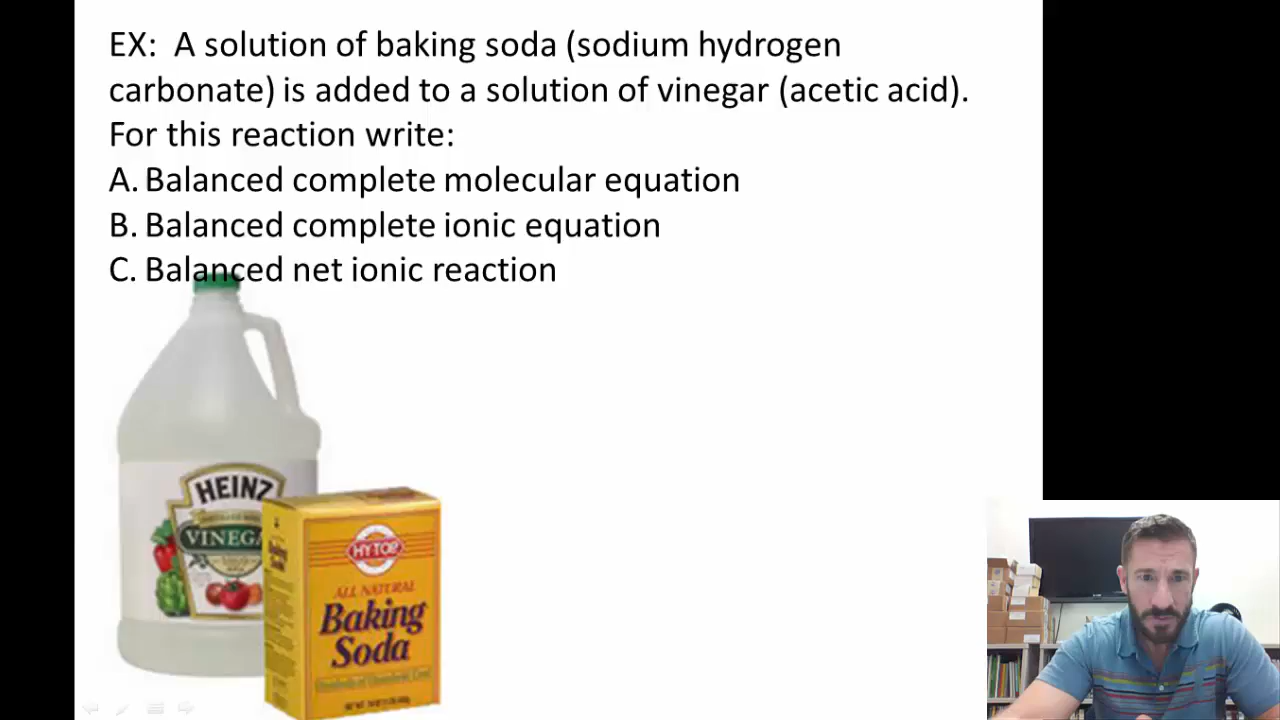 EX: A solution of baking soda (sodium hydrogen
carbonate) is added to a solution of vinegar (acetic acid).
For this reaction write:
A. Balanced complete molecular equation
B. Balanced complete ionic equation
C. Balanced net ionic reaction
HEINZ
HY-TOP
ALL NATURAL
Baking
Soda